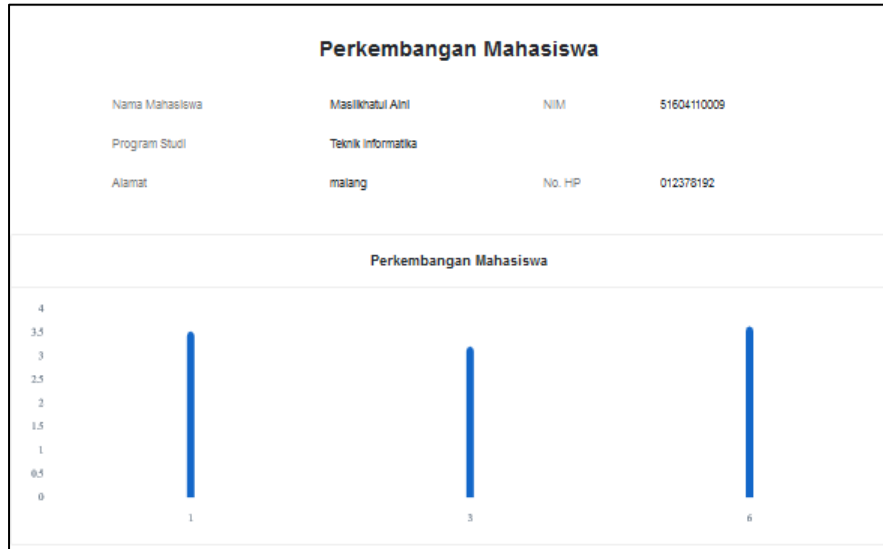 Perkembangan Mahasiswa
Nama Mahasiswa Maslikhatul Aini NIM 51604110009
Program Studi Teknik Informatika
Alamat malang No. HP 012378192
Perkembangan Mahasiswa
4
3.5
3
2.5
2
1.5
1
0.5
0
1 3 6